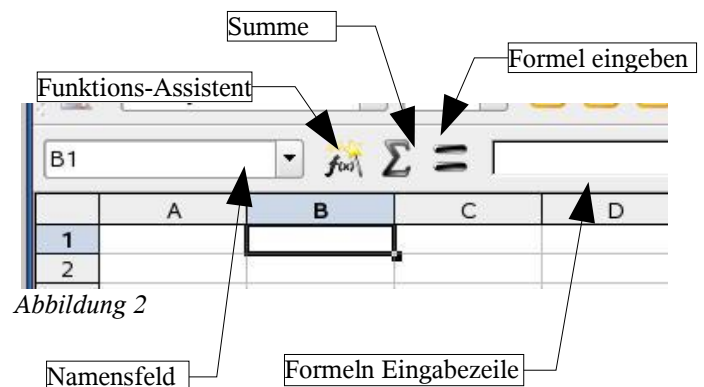 Summe
Formel eingeben
Funktions-Assistent
B1
f(x)
Σ =
A B C D
1
2
Abbildung 2
Namensfeld
Formeln Eingabezeile